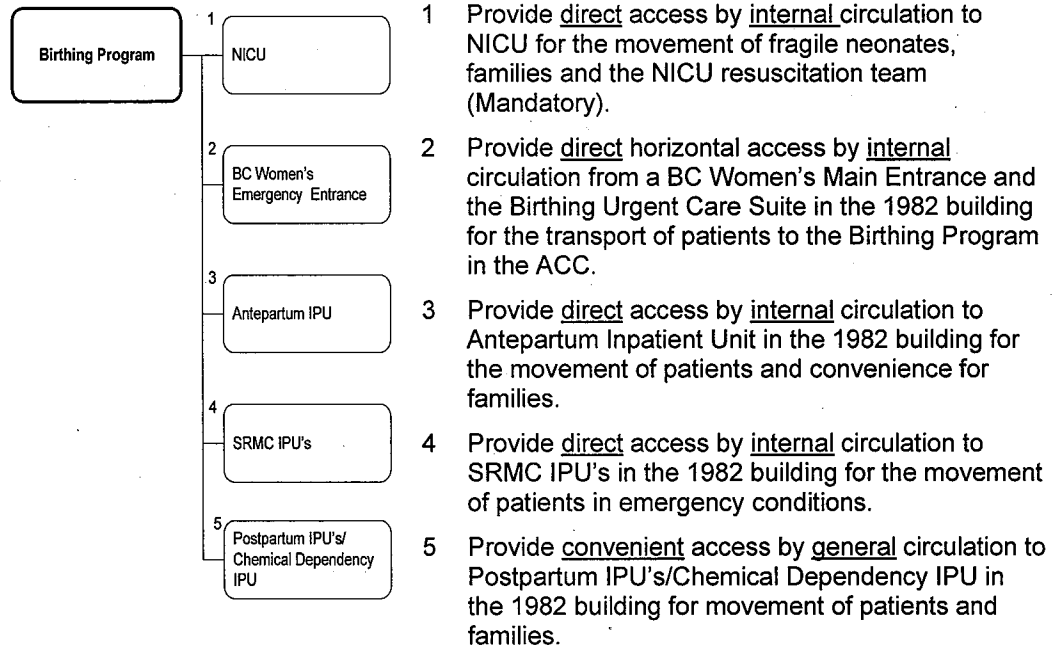 Birthing Program
1
NICU
2
BC Women's
Emergency Entrance
3
Antepartum IPU
4
SRMC IPU's
5
Postpartum IPU's/
Chemical Dependency
IPU
1 Provide direct access by internal circulation to
NICU for the movement of fragile neonates,
families and the NICU resuscitation team
(Mandatory).
2 Provide direct horizontal access by internal
circulation from a BC Women's Main Entrance and
the Birthing Urgent Care Suite in the 1982 building
for the transport of patients to the Birthing Program
in the ACC.
3 Provide direct access by internal circulation to
Antepartum Inpatient Unit in the 1982 building for
the movement of patients and convenience for
families.
4 Provide direct access by internal circulation to
SRMC IPU's in the 1982 building for the movement
of patients in emergency conditions.
5 Provide convenient access by general circulation to
Postpartum IPU's/Chemical Dependency IPU in
the 1982 building for movement of patients and
families.